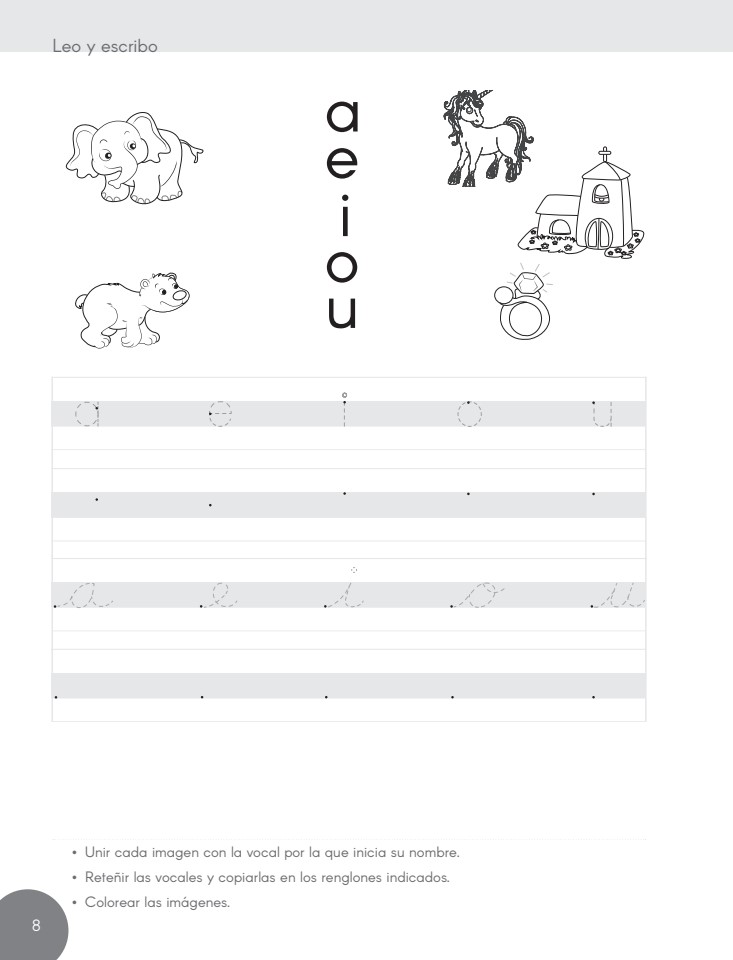 Leo y escribo
a
e
i
o
u
a e i o u
a e i o u
• Unir cada imagen con la vocal por la que inicia su nombre.
• Reteñir las vocales y copiarlas en los renglones indicados.
• Colorear las imágenes.
8